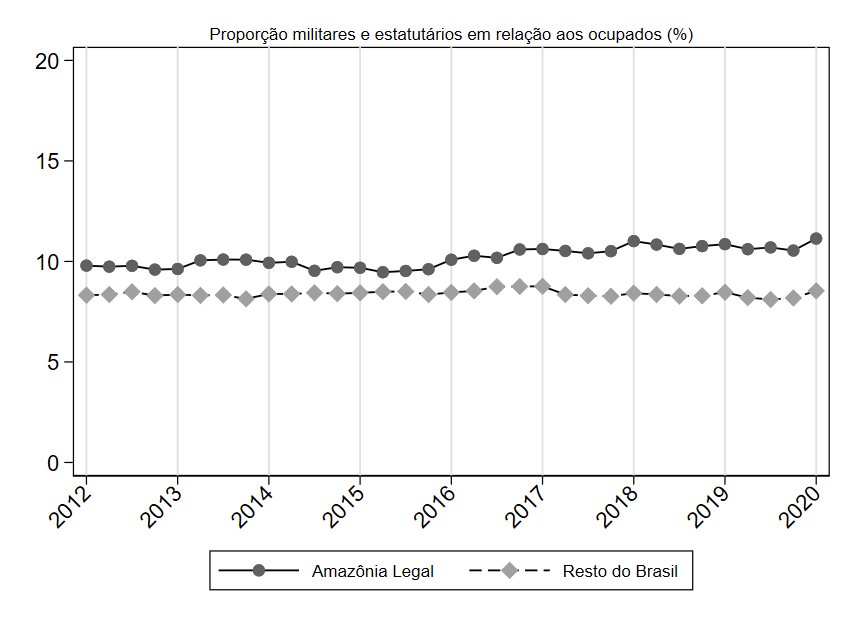 Proporção militares e estatutários em relação aos ocupados (%)
20
15
10
5
0
2012 2013 2014 2015 2016 2017 2018 2019 2020
Amazônia Legal Resto do Brasil